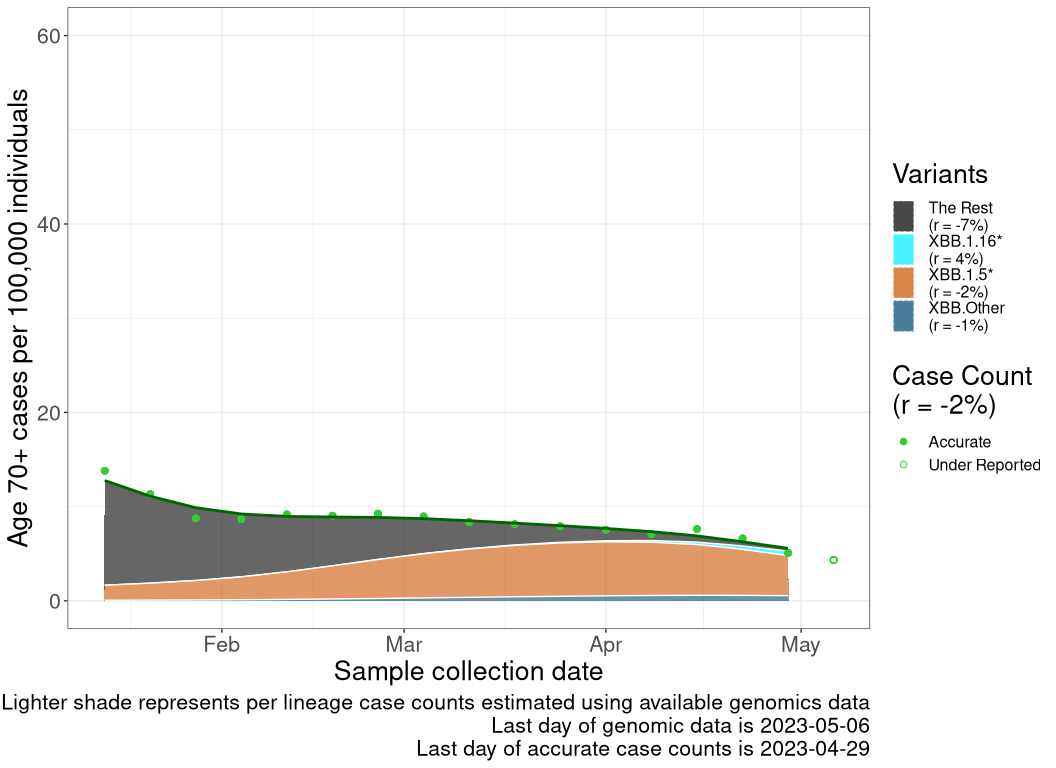 60
40
20
0
Age 70+ cases per 100,000 individuals
Feb
Mar
Apr
May
Sample collection date
Variants
The Rest
(r = -7%)
XBB.1.16*
(r = 4%)
XBB.1.5*
(r = -2%)
XBB.Other
(r = -1%)
Case Count
(r = -2%)
Accurate
Under Reported
Lighter shade represents per lineage case counts estimated using available genomics data
Last day of genomic data is 2023-05-06
Last day of accurate case counts is 2023-04-29